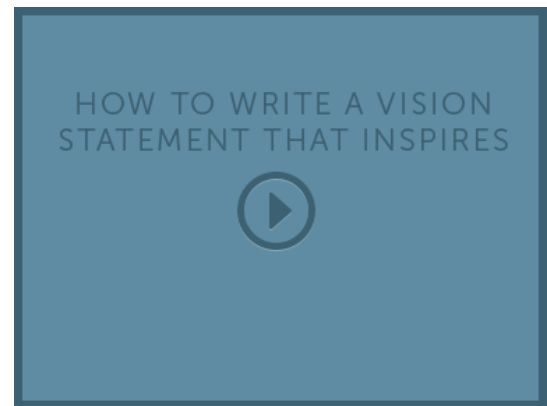 HOW TO WRITE A VISION
STATEMENT THAT INSPIRES